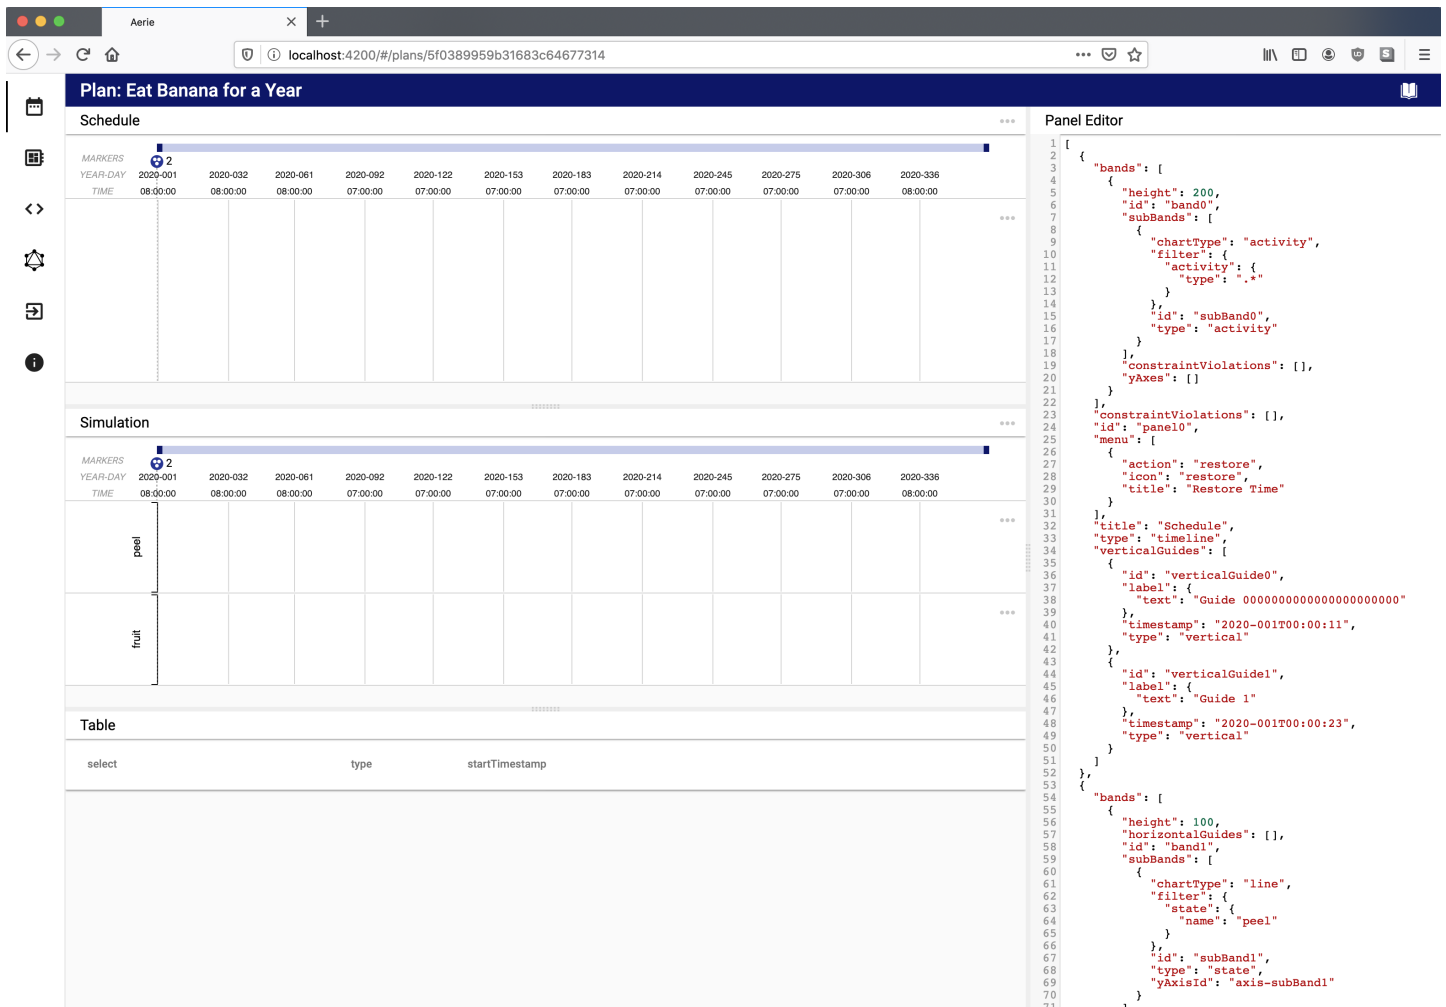 Aerie
localhost:4200/#/plans/5f0389959b31683c64677314
Plan: Eat Banana for a Year
Schedule
MARKERS 2
YEAR-DAY 2020-001 2020-032 2020-061 2020-092 2020-122 2020-153 2020-183 2020-214 2020-245 2020-275 2020-306 2020-336
TIME 08:00:00 08:00:00 08:00:00 07:00:00 07:00:00 07:00:00 07:00:00 07:00:00 07:00:00 07:00:00 07:00:00 08:00:00
Simulation
MARKERS 2
YEAR-DAY 2020-001 2020-032 2020-061 2020-092 2020-122 2020-153 2020-183 2020-214 2020-245 2020-275 2020-306 2020-336
TIME 08:00:00 08:00:00 08:00:00 07:00:00 07:00:00 07:00:00 07:00:00 07:00:00 07:00:00 07:00:00 07:00:00 08:00:00
peel
fruit
Table
select type startTimestamp
Panel Editor
1 [
2 {
3 "bands": [
4 {
5 "height": 200,
6 "id": "band0",
7 "subBands": [
8 {
9 "chartType": "activity",
10 "filter": {
11 "activity": {
12 "type": ".*"
13 }
14 },
15 "id": "subBand0",
16 "type": "activity"
17 }
18 ],
19 "constraintViolations": [],
20 "yAxes": []
21 }
22 ],
23 "constraintViolations": [],
24 "id": "panel0",
25 "menu": [
26 {
27 "action": "restore",
28 "icon": "restore",
29 "title": "Restore Time"
30 }
31 ],
32 "title": "Schedule",
33 "type": "timeline",
34 "verticalGuides": [
35 {
36 "id": "verticalGuide0",
37 "label": {
38 "text": "Guide 0000000000000000000000"
39 },
40 "timestamp": "2020-001T00:00:11",
41 "type": "vertical"
42 },
43 {
44 "id": "verticalGuide1",
45 "label": {
46 "text": "Guide 1"
47 },
48 "timestamp": "2020-001T00:00:23",
49 "type": "vertical"
50 }
51 ]
52 },
53 {
54 "bands": [
55 {
56 "height": 100,
57 "horizontalGuides": [],
58 "id": "band1",
59 "subBands": [
60 {
61 "chartType": "line",
62 "filter": {
63 "state": {
64 "name": "peel"
65 }
66 },
67 "id": "subBand1",
68 "type": "state",
69 "yAxisId": "axis-subBand1"
70 }